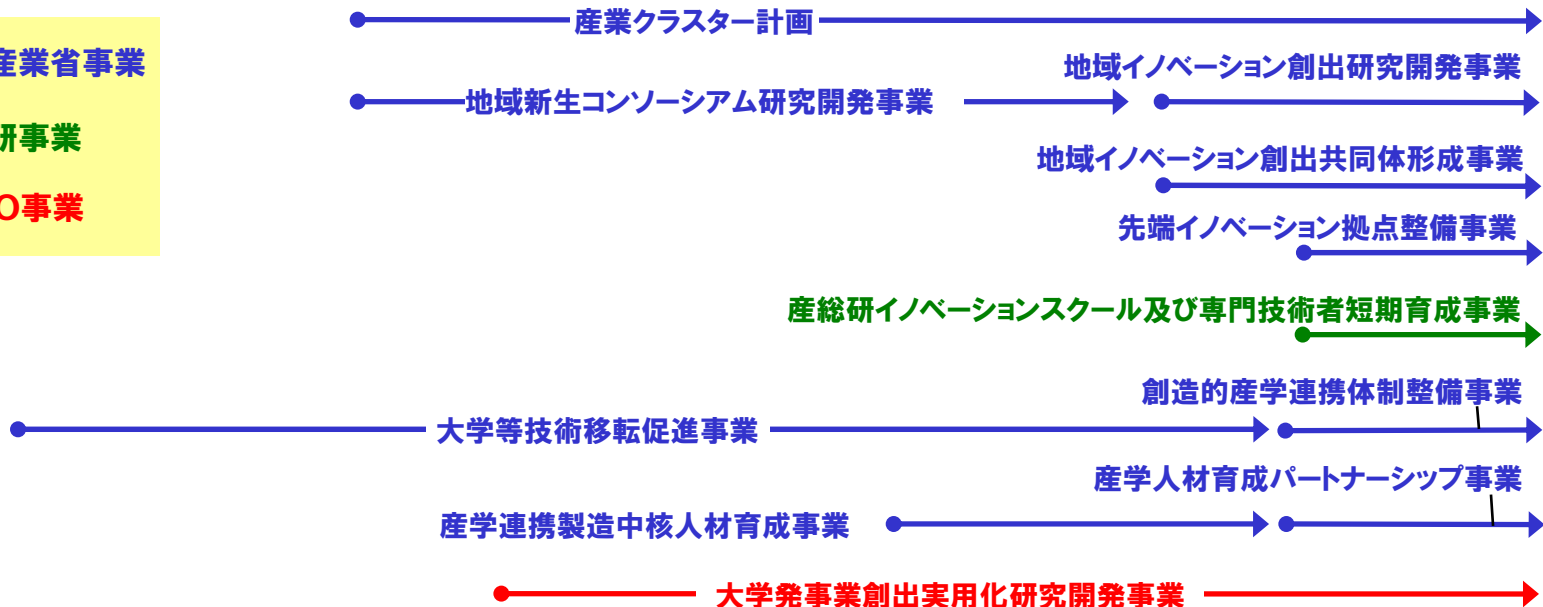 産業クラスター計画
産業省事業
地域イノベーション創出研究開発事業
地域新生コンソーシアム研究開発事業
研事業
地域イノベーション創出共同体形成事業
O事業
先端イノベーション拠点整備事業
産総研イノベーションスクール及び専門技術者短期育成事業
創造的産学連携体制整備事業
大学等技術移転促進事業
産学人材育成パートナーシップ事業
産学連携製造中核人材育成事業
大学発事業創出実用化研究開発事業